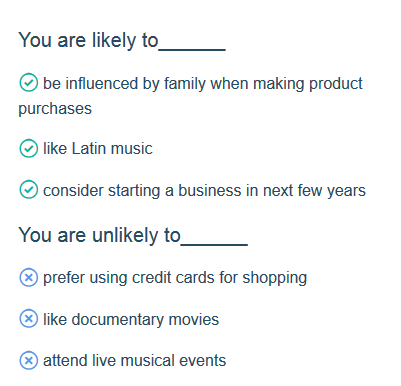 You are likely to______
be influenced by family when making product
purchases
like Latin music
consider starting a business in next few years
You are unlikely to______
prefer using credit cards for shopping
like documentary movies
attend live musical events